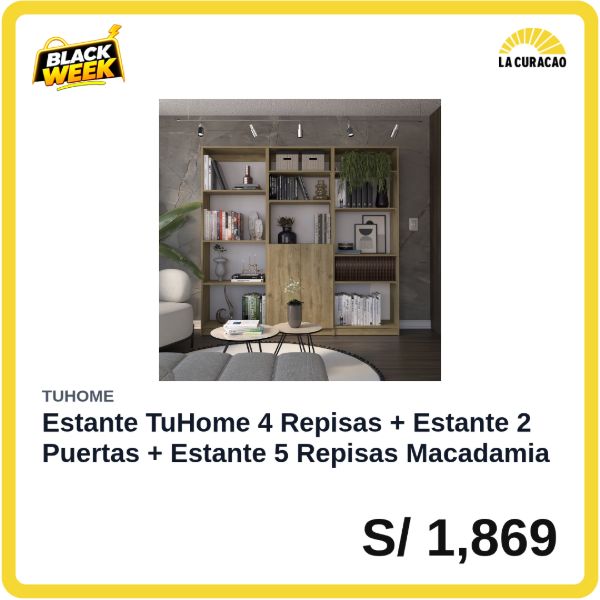 BLACK
WEEK
LA CURACAO
TUHOME
Estante TuHome 4 Repisas + Estante 2
Puertas + Estante 5 Repisas Macadamia
S/ 1,869